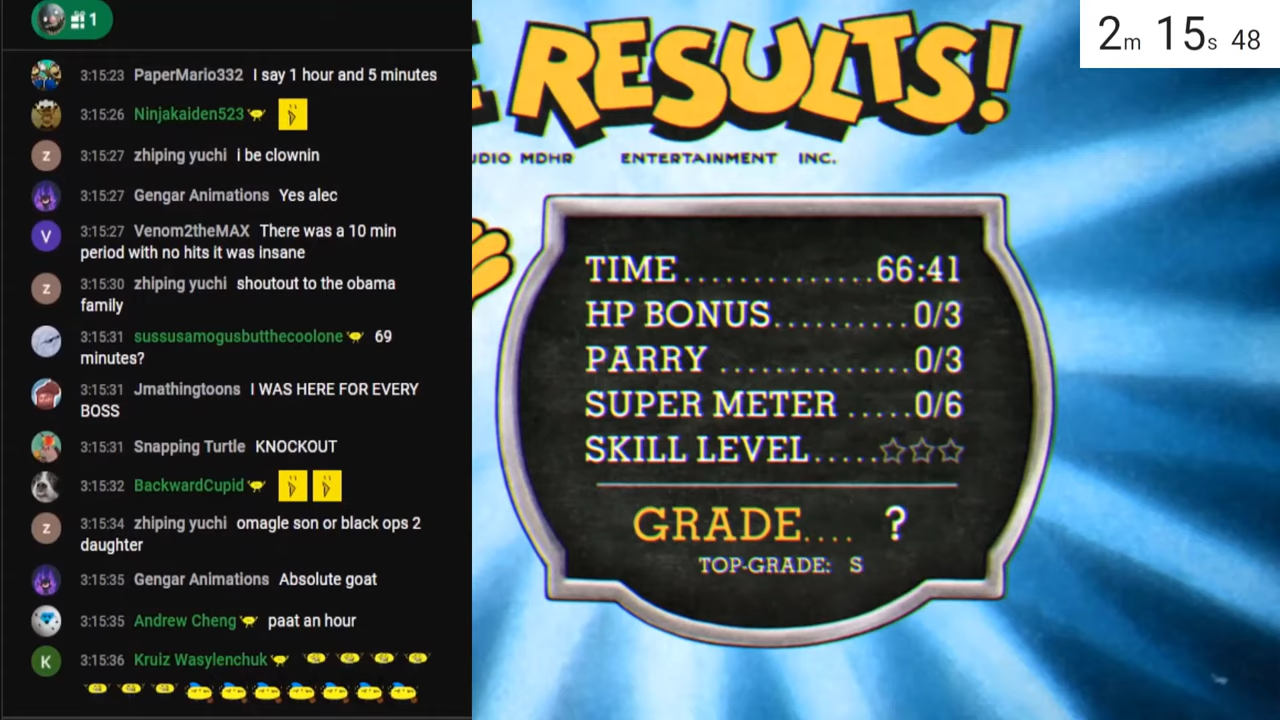 1
3:15:23 PaperMario332 I say 1 hour and 5 minutes
3:15:26 Ninjakaiden523
z 3:15:27 zhiping yuchi i be clownin
3:15:27 Gengar Animations Yes alec
V 3:15:27 Venom2theMAX There was a 10 min
period with no hits it was insane
z 3:15:30 zhiping yuchi shoutout to the obama
family
3:15:31 sussusamogusbutthecoolone 69
minutes?
3:15:31 Jmathingtoons I WAS HERE FOR EVERY
BOSS
3:15:31 Snapping Turtle KNOCKOUT
3:15:32 BackwardCupid
z 3:15:34 zhiping yuchi omagle son or black ops 2
daughter
3:15:35 Gengar Animations Absolute goat
3:15:35 Andrew Cheng paat an hour
K 3:15:36 Kruiz Wasylenchuk
2m 15s 48
E RESULTS!
DIO MDHR ENTERTAINMENT INC.
TIME..............66:41
HP BONUS..........0/3
PARRY ..............0/3
SUPER METER .....0/6
SKILL LEVEL.....
GRADE.... ?
TOP-GRADE: S